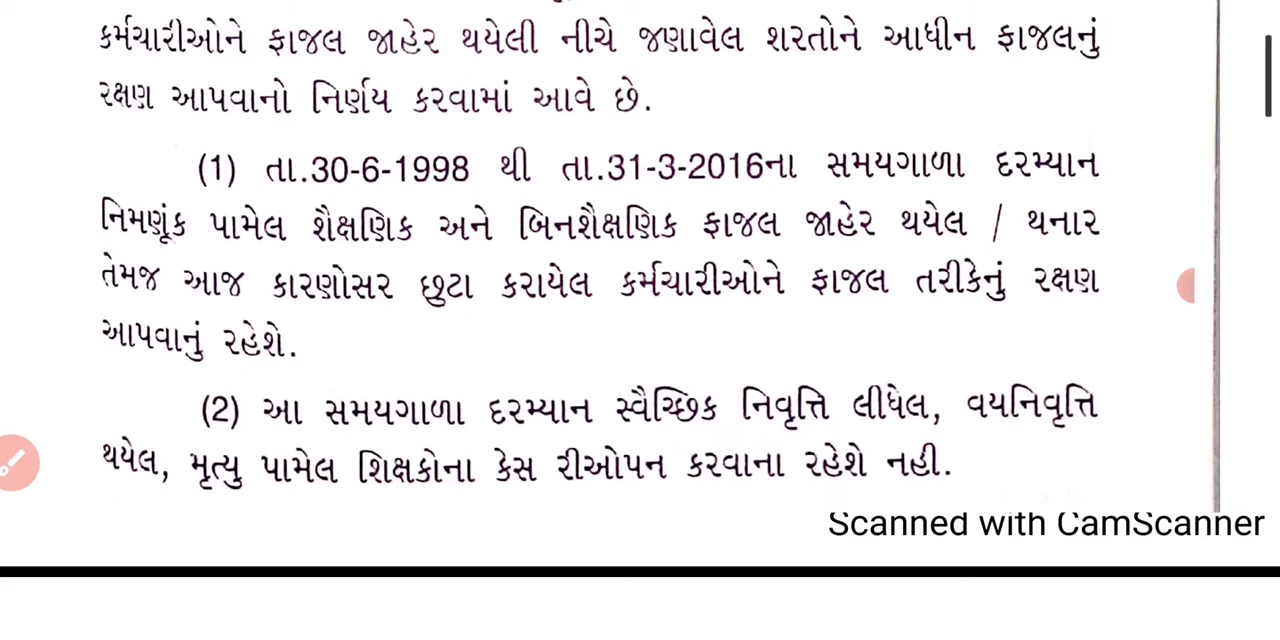 કર્મચારીઓને ફાજલ જાહેર થયેલી નીચે જણાવેલ શરતોને આધીન ફાજલનું
રક્ષણ આપવાનો નિર્ણય કરવામાં આવે છે.
(1) તા.30-6-1998 થી તા.31-3-2016ના સમયગાળા દરમ્યાન
નિમણૂંક પામેલ શૈક્ષણિક અને બિનશૈક્ષણિક ફાજલ જાહેર થયેલ / થનાર
તેમજ આજ કારણોસર છુટા કરાયેલ કર્મચારીઓને ફાજલ તરીકેનું રક્ષણ
આપવાનું રહેશે.
(2) આ સમયગાળા દરમ્યાન સ્વૈચ્છિક નિવૃત્તિ લીધેલ, વયનિવૃત્તિ
થયેલ, મૃત્યુ પામેલ શિક્ષકોના કેસ રીઓપન કરવાના રહેશે નહી.
Scanned with CamScanner